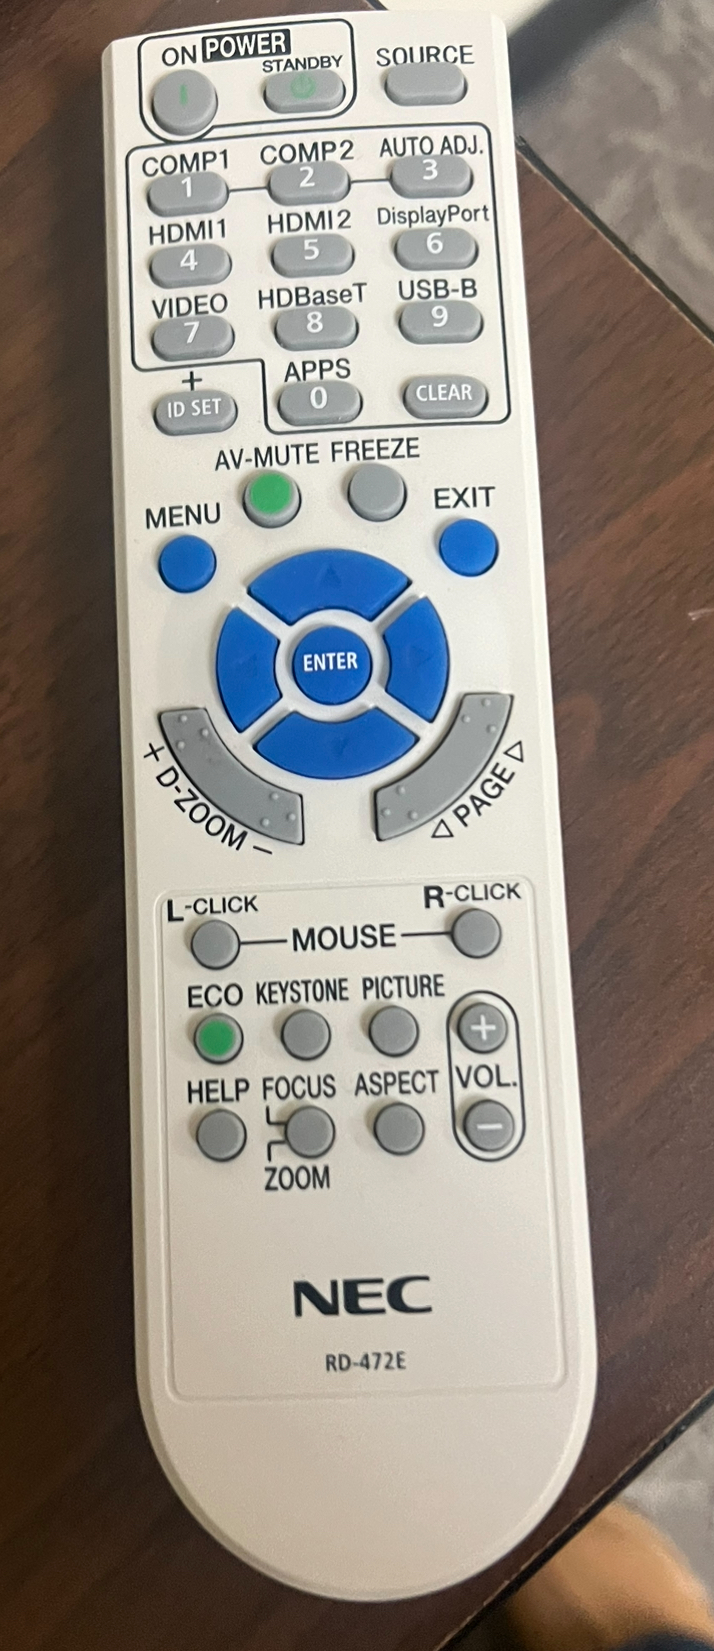 ON POWER STANDBY SOURCE
COMP1 COMP2 AUTO ADJ.
1 2 3
HDMI1 HDMI2 DisplayPort
4 5 6
VIDEO HDBaseT USB-B
7 8 9
+ APPS
ID SET 0 CLEAR
AV-MUTE FREEZE
MENU EXIT
ENTER
+ D-ZOOM − ◁ PAGE ▷
L-CLICK R-CLICK
MOUSE
ECO KEYSTONE PICTURE
+
HELP FOCUS ASPECT VOL.
−
ZOOM
NEC
RD-472E